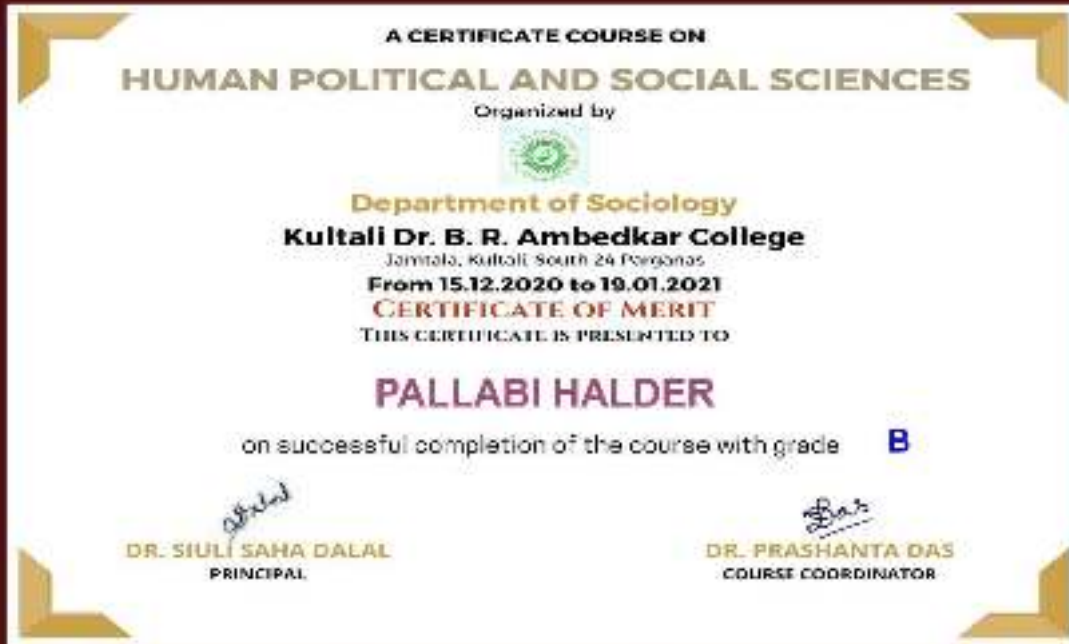 A CERTIFICATE COURSE ON
HUMAN POLITICAL AND SOCIAL SCIENCES
Organized by
Department of Sociology
Kultali Dr. B. R. Ambedkar College
Jamtala, Kultali, South 24 Parganas
From 15.12.2020 to 19.01.2021
CERTIFICATE OF MERIT
THIS CERTIFICATE IS PRESENTED TO
PALLABI HALDER
on successful completion of the course with grade B
DR. SIULI SAHA DALAL
PRINCIPAL
DR. PRASHANTA DAS
COURSE COORDINATOR